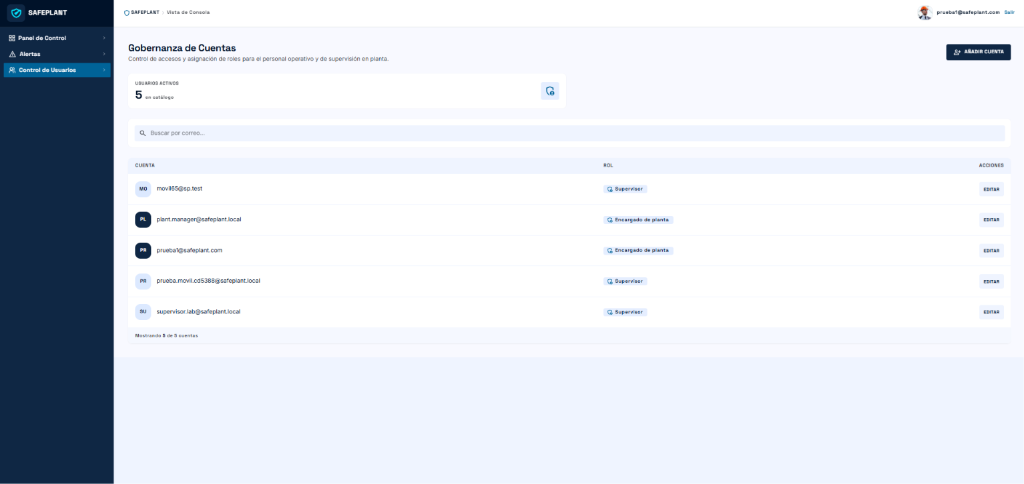 SAFEPLANT
Panel de Control
Alertas
Control de Usuarios
SAFEPLANT › Vista de Consola
prueba1@safeplant.com Salir
Gobernanza de Cuentas
Control de accesos y asignación de roles para el personal operativo y de supervisión en planta.
AÑADIR CUENTA
USUARIOS ACTIVOS
5 en catálogo
Buscar por correo...
CUENTA ROL ACCIONES
MO movil65@sp.test Supervisor EDITAR
PL plant.manager@safeplant.local Encargado de planta EDITAR
PR prueba1@safeplant.com Encargado de planta EDITAR
PR prueba.movil.cd5388@safeplant.local Supervisor EDITAR
SU supervisor.lab@safeplant.local Supervisor EDITAR
Mostrando 5 de 5 cuentas